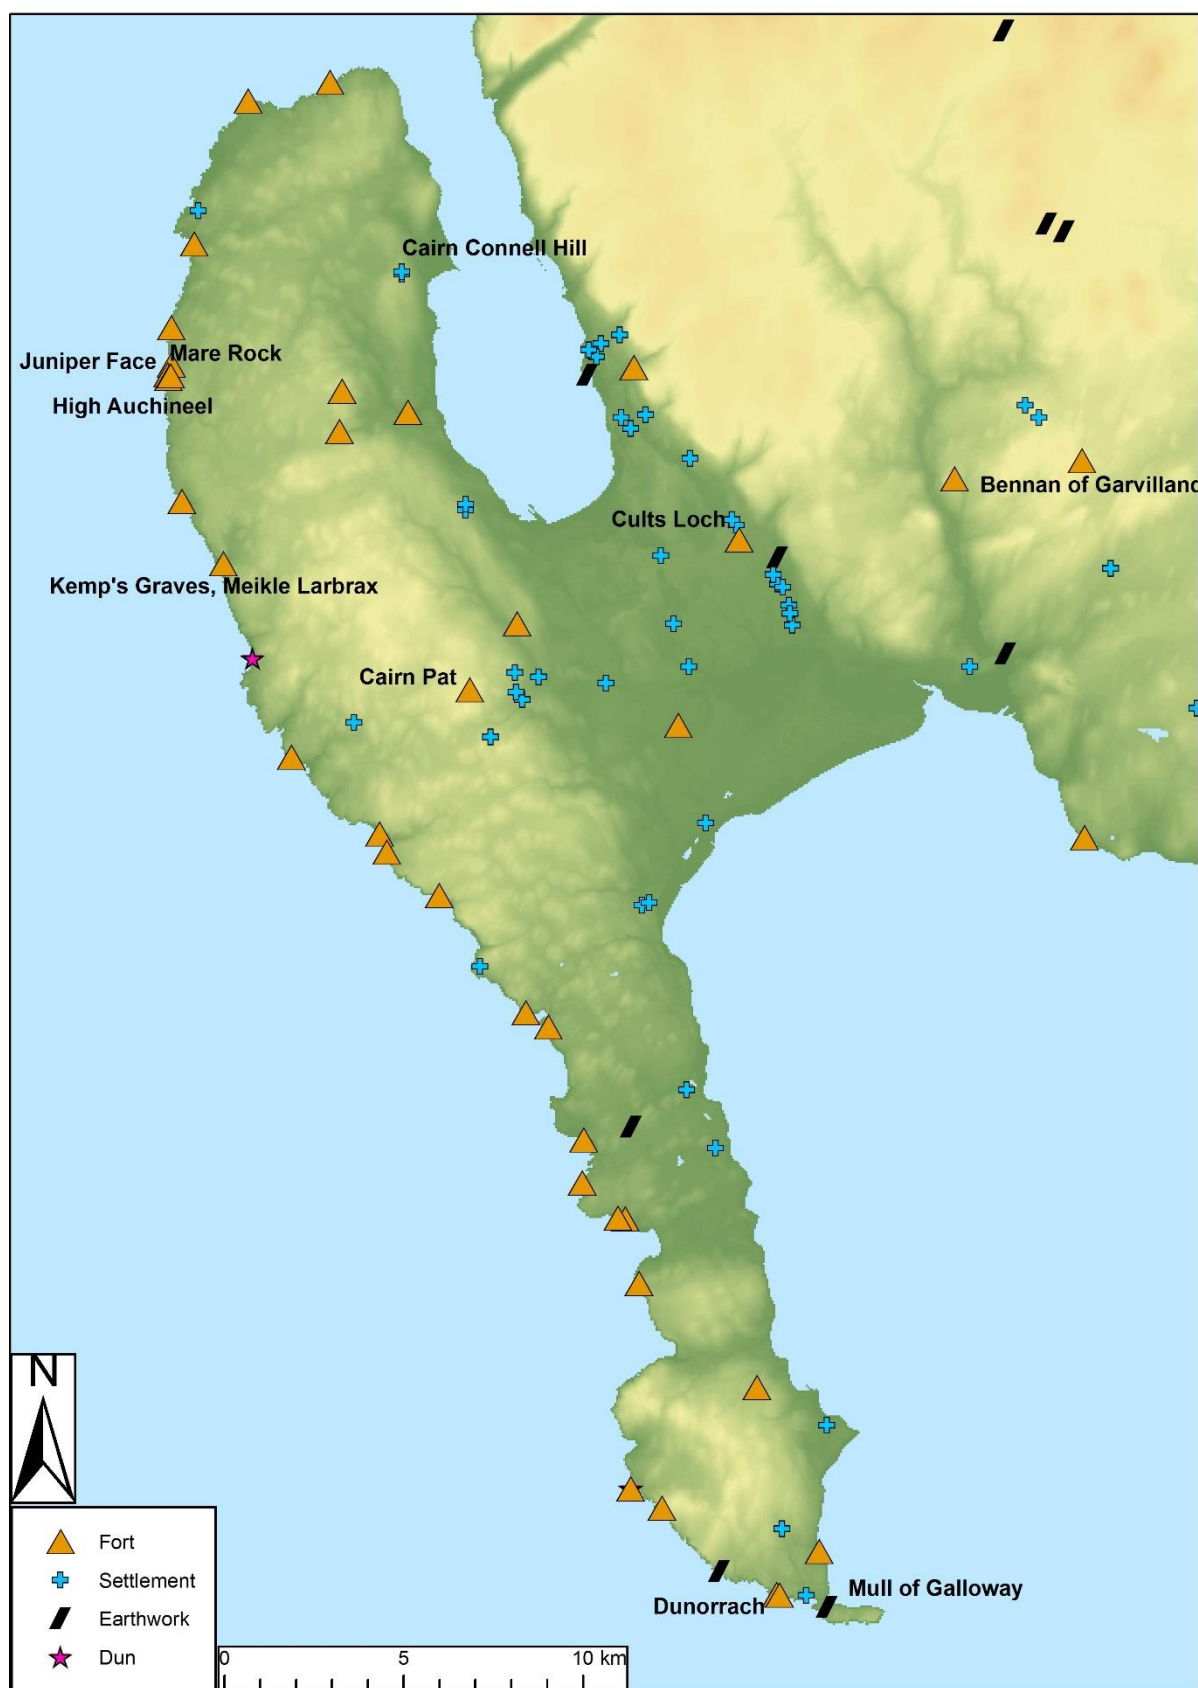 Cairn Connell Hill
Mare Rock
Juniper Face
High Auchineel
Bennan of Garvilland
Cults Loch
Kemp's Graves, Meikle Larbrax
Cairn Pat
N
Fort
Settlement
Earthwork
Dun
Mull of Galloway
Dunorrach
0 5 10 km